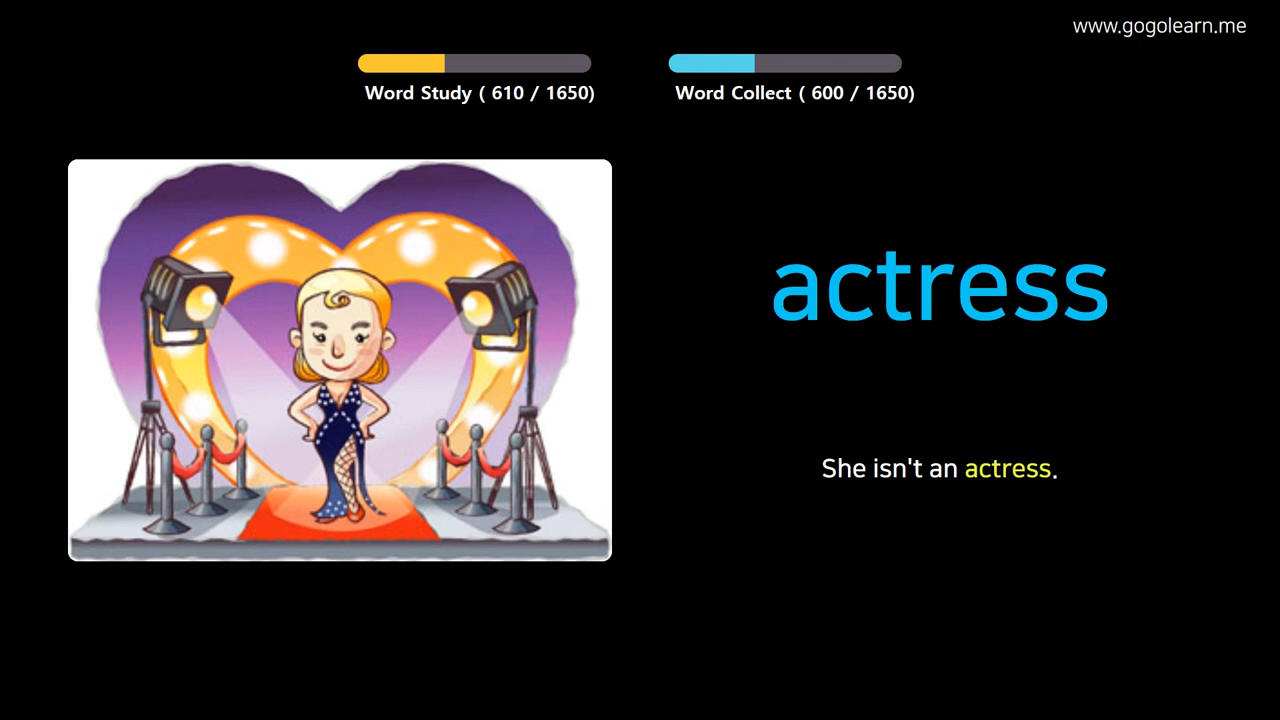 www.gogolearn.me
Word Study ( 610 / 1650)
Word Collect ( 600 / 1650)
actress
She isn't an actress.